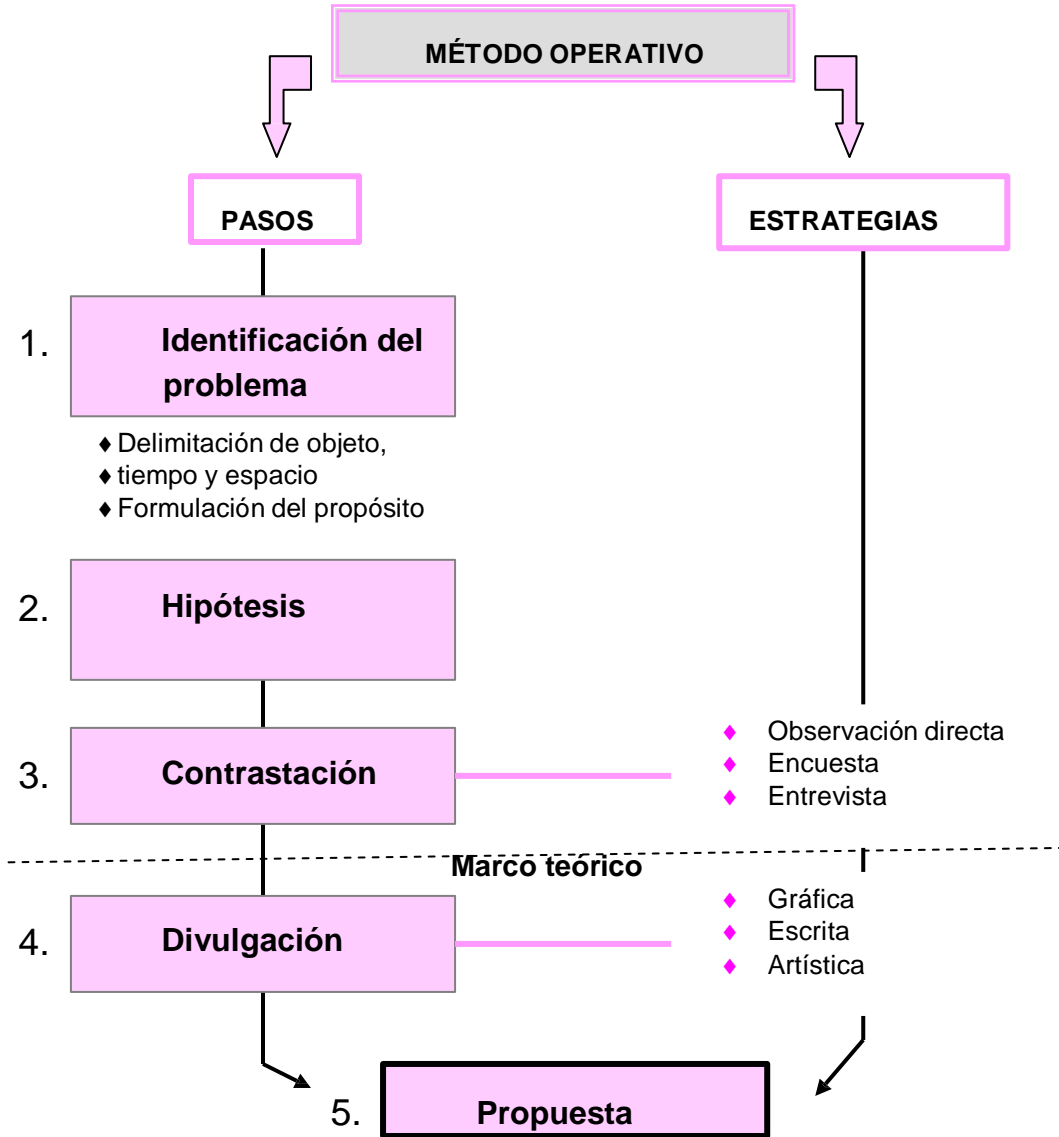 MÉTODO OPERATIVO
PASOS
ESTRATEGIAS
1.
Identificación del
problema
♦ Delimitación de objeto,
♦ tiempo y espacio
♦ Formulación del propósito
2.
Hipótesis
3.
Contrastación
♦ Observación directa
♦ Encuesta
♦ Entrevista
Marco teórico
4.
Divulgación
♦ Gráfica
♦ Escrita
♦ Artística
5.
Propuesta